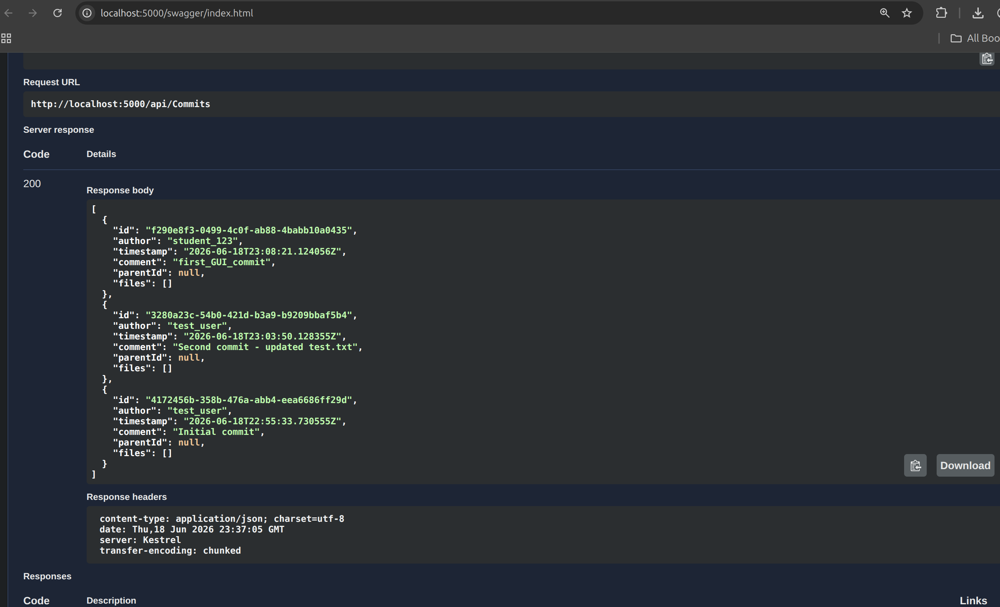 localhost:5000/swagger/index.html
All Boo
Request URL
http://localhost:5000/api/Commits
Server response
Code Details
200
Response body
[
  {
    "id": "f290e8f3-0499-4c0f-ab88-4babb10a0435",
    "author": "student_123",
    "timestamp": "2026-06-18T23:08:21.124056Z",
    "comment": "first_GUI_commit",
    "parentId": null,
    "files": []
  },
  {
    "id": "3280a23c-54b0-421d-b3a9-b9209bbaf5b4",
    "author": "test_user",
    "timestamp": "2026-06-18T23:03:50.128355Z",
    "comment": "Second commit - updated test.txt",
    "parentId": null,
    "files": []
  },
  {
    "id": "4172456b-358b-476a-abb4-eea6686ff29d",
    "author": "test_user",
    "timestamp": "2026-06-18T22:55:33.730555Z",
    "comment": "Initial commit",
    "parentId": null,
    "files": []
  }
]
Download
Response headers
content-type: application/json; charset=utf-8
date: Thu,18 Jun 2026 23:37:05 GMT
server: Kestrel
transfer-encoding: chunked
Responses
Code Description Links